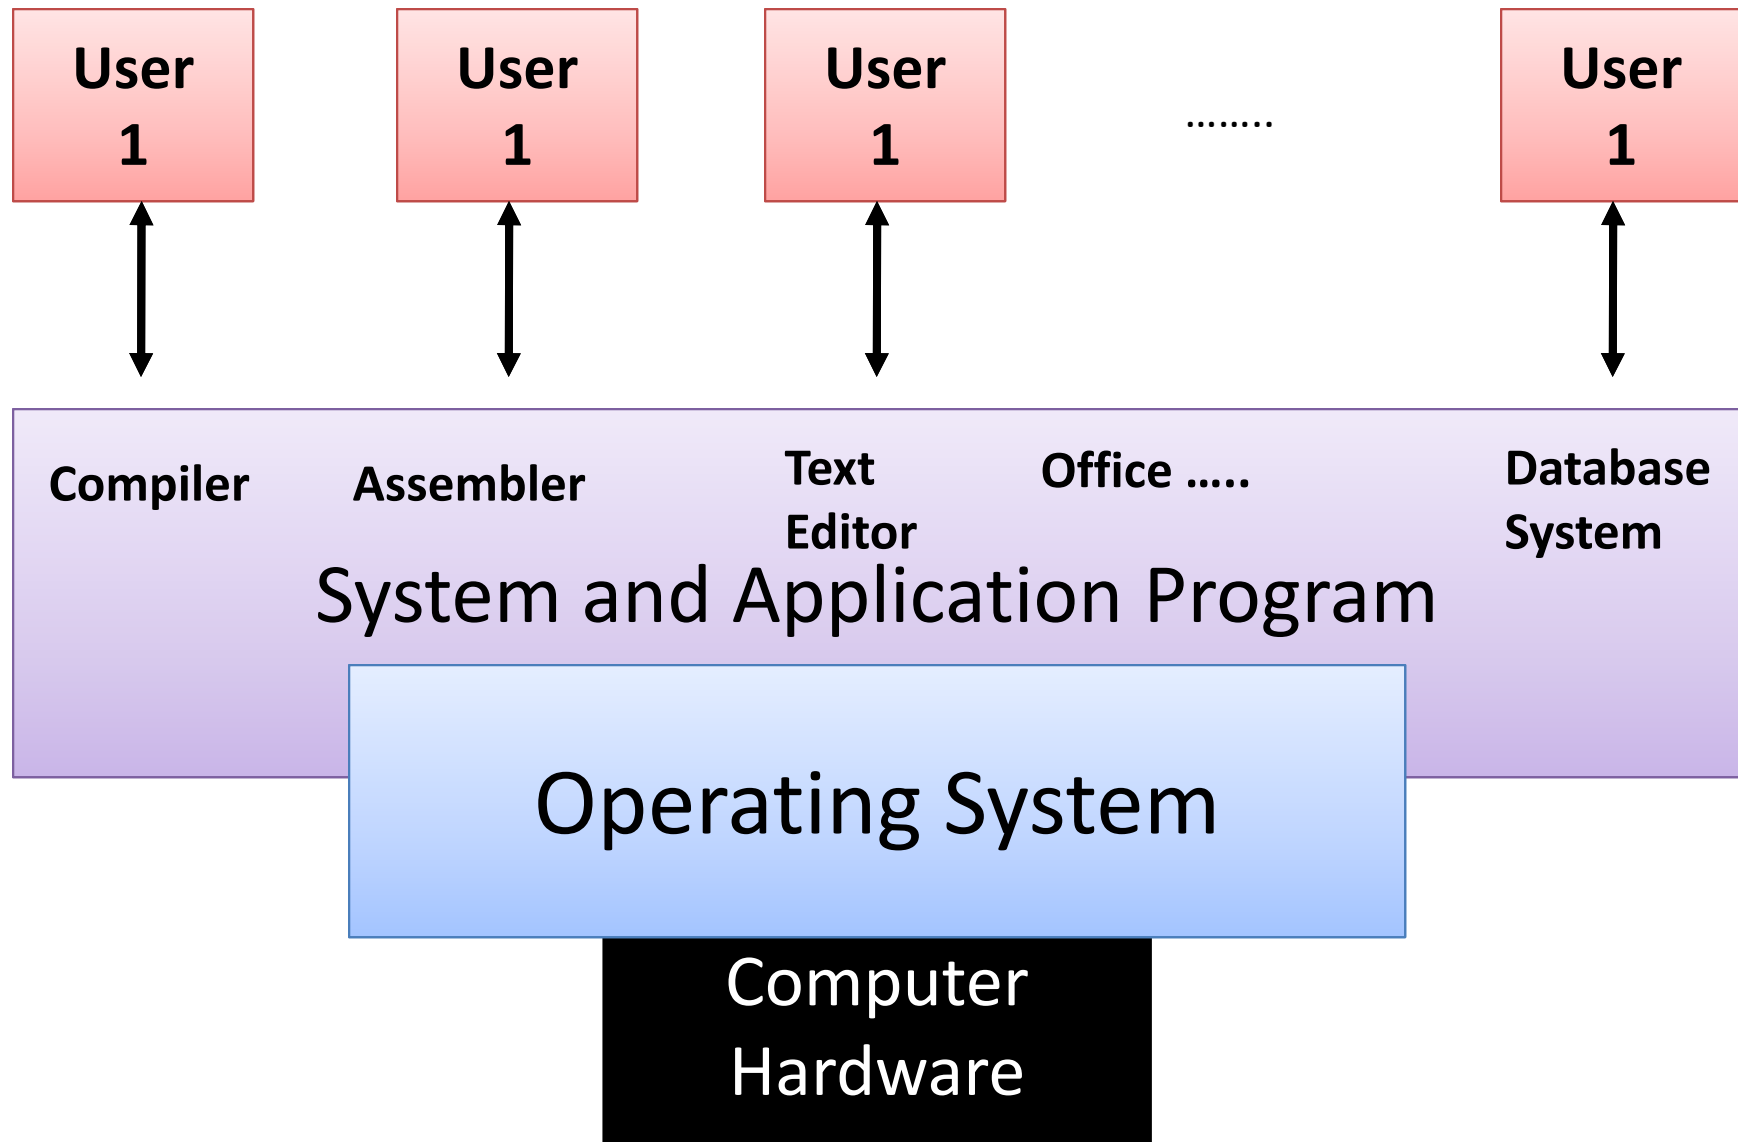 User
1
User
1
User
1
........
User
1
Compiler
Assembler
Text
Editor
Office .....
Database
System
System and Application Program
Operating System
Computer
Hardware